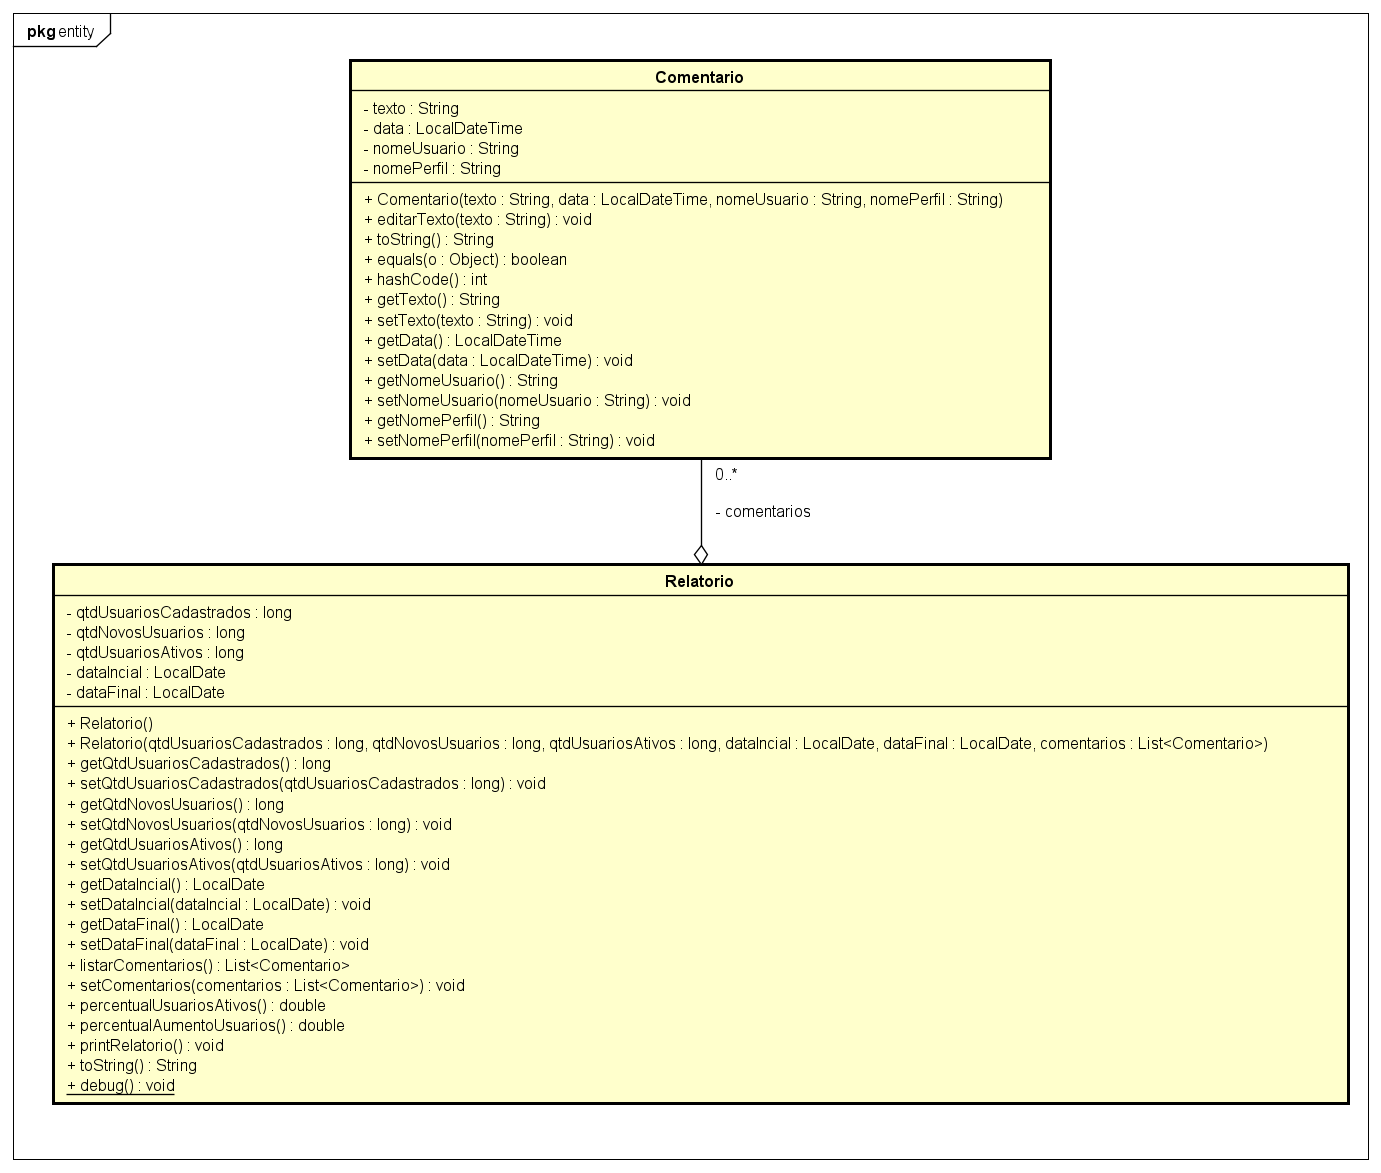 pkg entity
Comentario
- texto : String
- data : LocalDateTime
- nomeUsuario : String
- nomePerfil : String
+ Comentario(texto : String, data : LocalDateTime, nomeUsuario : String, nomePerfil : String)
+ editarTexto(texto : String) : void
+ toString() : String
+ equals(o : Object) : boolean
+ hashCode() : int
+ getTexto() : String
+ setTexto(texto : String) : void
+ getData() : LocalDateTime
+ setData(data : LocalDateTime) : void
+ getNomeUsuario() : String
+ setNomeUsuario(nomeUsuario : String) : void
+ getNomePerfil() : String
+ setNomePerfil(nomePerfil : String) : void
0..*
- comentarios
Relatorio
- qtdUsuariosCadastrados : long
- qtdNovosUsuarios : long
- qtdUsuariosAtivos : long
- dataIncial : LocalDate
- dataFinal : LocalDate
+ Relatorio()
+ Relatorio(qtdUsuariosCadastrados : long, qtdNovosUsuarios : long, qtdUsuariosAtivos : long, dataIncial : LocalDate, dataFinal : LocalDate, comentarios : List<Comentario>)
+ getQtdUsuariosCadastrados() : long
+ setQtdUsuariosCadastrados(qtdUsuariosCadastrados : long) : void
+ getQtdNovosUsuarios() : long
+ setQtdNovosUsuarios(qtdNovosUsuarios : long) : void
+ getQtdUsuariosAtivos() : long
+ setQtdUsuariosAtivos(qtdUsuariosAtivos : long) : void
+ getDataIncial() : LocalDate
+ setDataIncial(dataIncial : LocalDate) : void
+ getDataFinal() : LocalDate
+ setDataFinal(dataFinal : LocalDate) : void
+ listarComentarios() : List<Comentario>
+ setComentarios(comentarios : List<Comentario>) : void
+ percentualUsuariosAtivos() : double
+ percentualAumentoUsuarios() : double
+ printRelatorio() : void
+ toString() : String
+ debug() : void